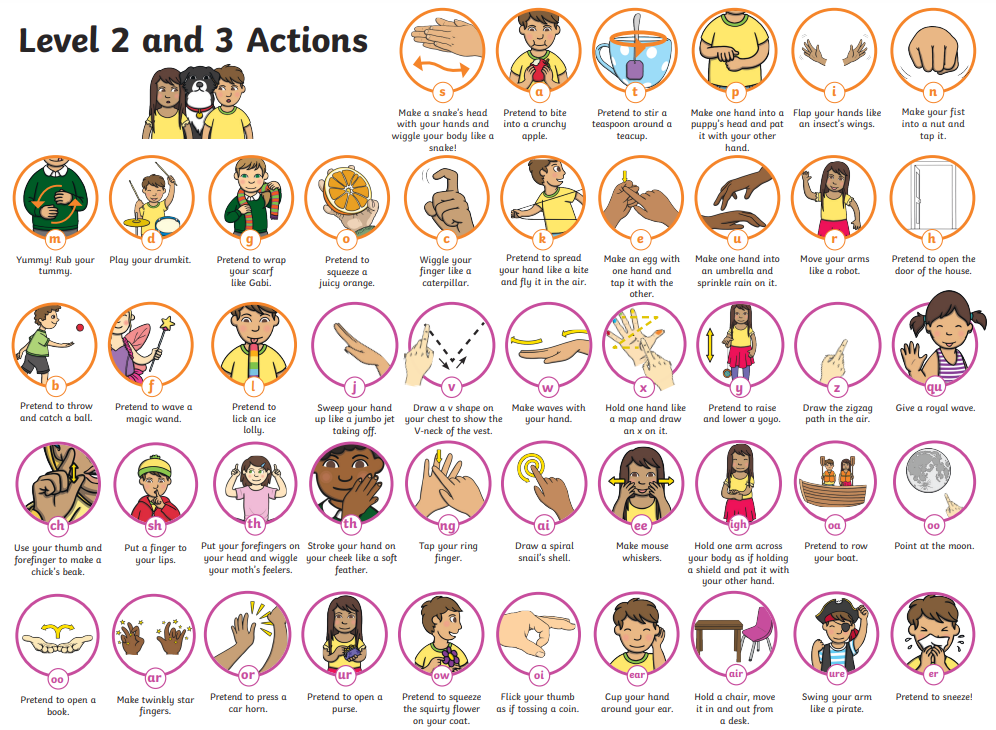 Level 2 and 3 Actions
s
Make a snake's head
with your hands and
wiggle your body like a
snake!
a
Pretend to bite
into a crunchy
apple.
t
Pretend to stir a
teaspoon around a
teacup.
p
Make one hand into a
puppy's head and pat
it with your other
hand.
i
Flap your hands like
an insect's wings.
n
Make your fist
into a nut and
tap it.
m
Yummy! Rub your
tummy.
d
Play your drumkit.
g
Pretend to wrap
your scarf
like Gabi.
o
Pretend to
squeeze a
juicy orange.
c
Wiggle your
finger like a
caterpillar.
k
Pretend to spread
your hand like a kite
and fly it in the air.
e
Make an egg with
one hand and
tap it with the
other.
u
Make one hand into
an umbrella and
sprinkle rain on it.
r
Move your arms
like a robot.
h
Pretend to open the
door of the house.
b
Pretend to throw
and catch a ball.
f
Pretend to wave a
magic wand.
l
Pretend to
lick an ice
lolly.
j
Sweep your hand
up like a jumbo jet
taking off.
v
Draw a v shape on
your chest to show the
V-neck of the vest.
w
Make waves with
your hand.
x
Hold one hand like
a map and draw
an x on it.
y
Pretend to raise
and lower a yoyo.
z
Draw the zigzag
path in the air.
qu
Give a royal wave.
ch
Use your thumb and
forefinger to make a
chick's beak.
sh
Put a finger to
your lips.
th
Put your forefingers on
your head and wiggle
your moth's feelers.
th
Stroke your hand on
your cheek like a soft
feather.
ng
Tap your ring
finger.
ai
Draw a spiral
snail's shell.
ee
Make mouse
whiskers.
igh
Hold one arm across
your body as if holding
a shield and pat it with
your other hand.
oa
Pretend to row
your boat.
oo
Point at the moon.
oo
Pretend to open a
book.
ar
Make twinkly star
fingers.
or
Pretend to press a
car horn.
ur
Pretend to open a
purse.
ow
Pretend to squeeze
the squirty flower
on your coat.
oi
Flick your thumb
as if tossing a coin.
ear
Cup your hand
around your ear.
air
Hold a chair, move
it in and out from
a desk.
ure
Swing your arm
like a pirate.
er
Pretend to sneeze!